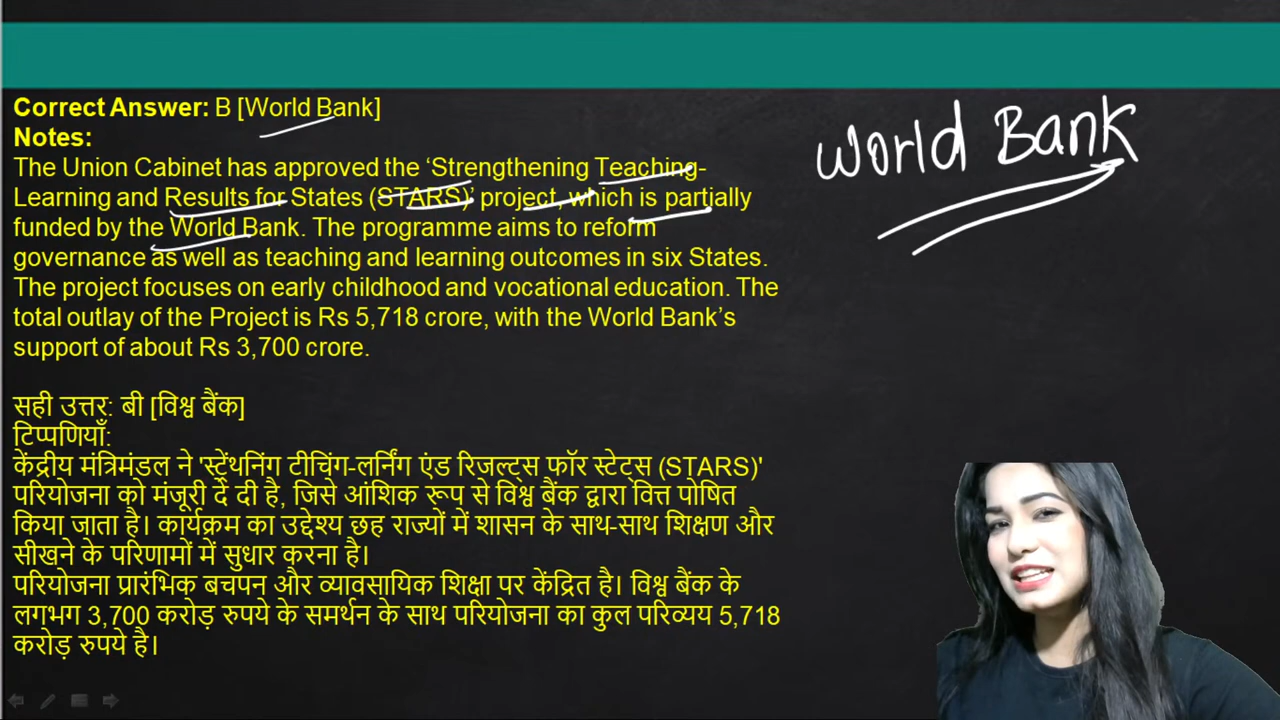 Correct Answer: B [World Bank]
Notes:
The Union Cabinet has approved the ‘Strengthening Teaching-
Learning and Results for States (STARS)’ project, which is partially
funded by the World Bank. The programme aims to reform
governance as well as teaching and learning outcomes in six States.
The project focuses on early childhood and vocational education. The
total outlay of the Project is Rs 5,718 crore, with the World Bank’s
support of about Rs 3,700 crore.
सही उत्तर: बी [विश्व बैंक]
टिप्पणियाँ:
केंद्रीय मंत्रिमंडल ने 'स्ट्रेंथनिंग टीचिंग-लर्निंग एंड रिजल्ट्स फॉर स्टेट्स (STARS)'
परियोजना को मंजूरी दे दी है, जिसे आंशिक रूप से विश्व बैंक द्वारा वित्त पोषित
किया जाता है। कार्यक्रम का उद्देश्य छह राज्यों में शासन के साथ-साथ शिक्षण और
सीखने के परिणामों में सुधार करना है।
परियोजना प्रारंभिक बचपन और व्यावसायिक शिक्षा पर केंद्रित है। विश्व बैंक के
लगभग 3,700 करोड़ रुपये के समर्थन के साथ परियोजना का कुल परिव्यय 5,718
करोड़ रुपये है।
World Bank